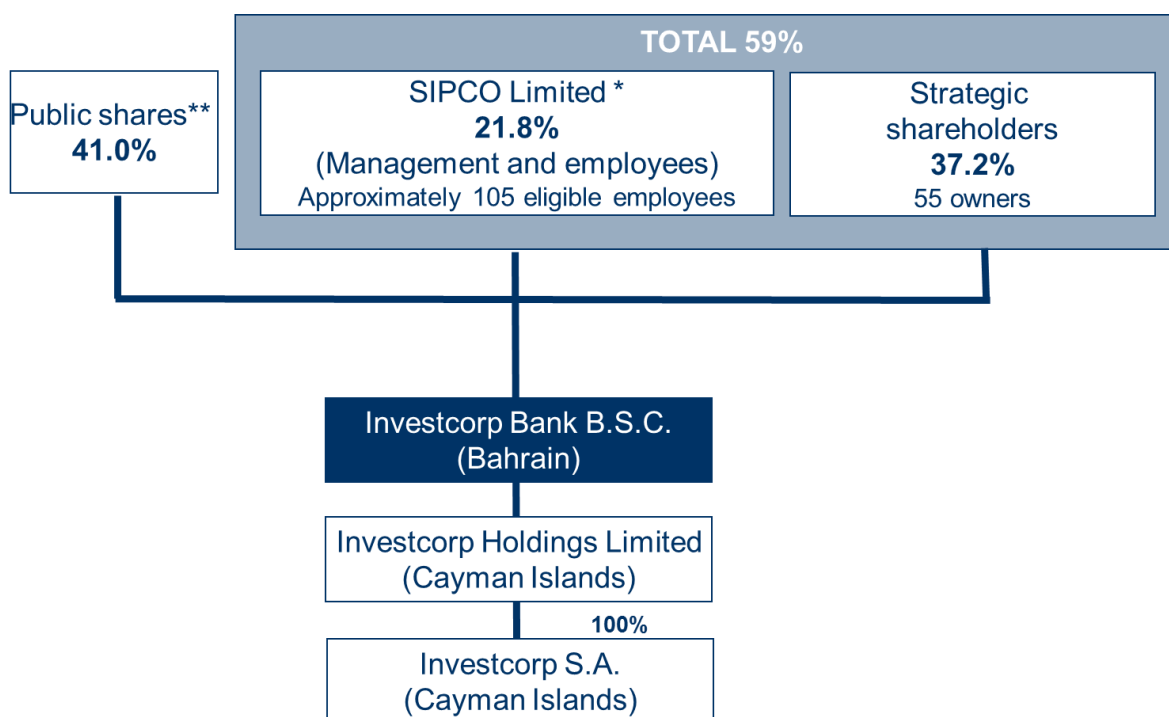 TOTAL 59%
Public shares**
41.0%
SIPCO Limited *
21.8%
(Management and employees)
Approximately 105 eligible employees
Strategic
shareholders
37.2%
55 owners
Investcorp Bank B.S.C.
(Bahrain)
Investcorp Holdings Limited
(Cayman Islands)
100%
Investcorp S.A.
(Cayman Islands)